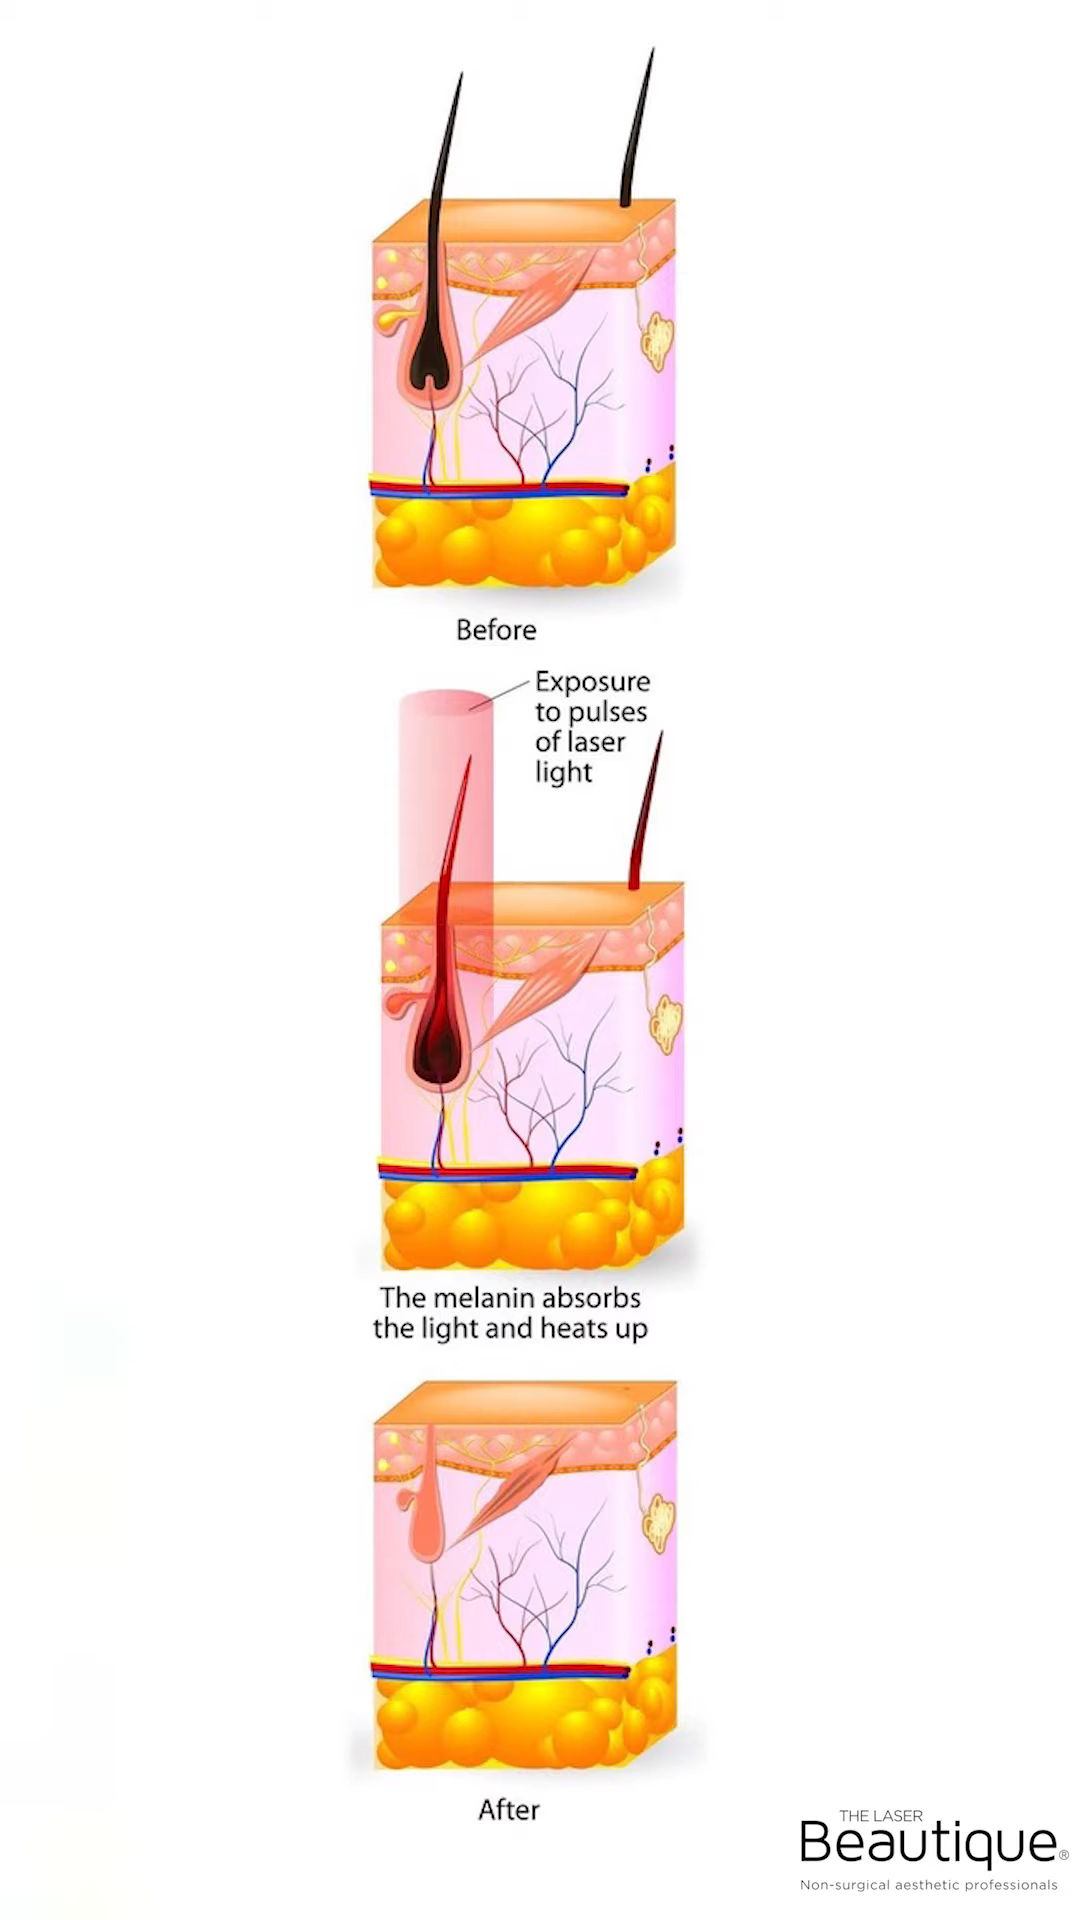 Before
Exposure
to pulses
of laser
light
The melanin absorbs
the light and heats up
After
THE LASER
Beautique®
Non-surgical aesthetic professionals